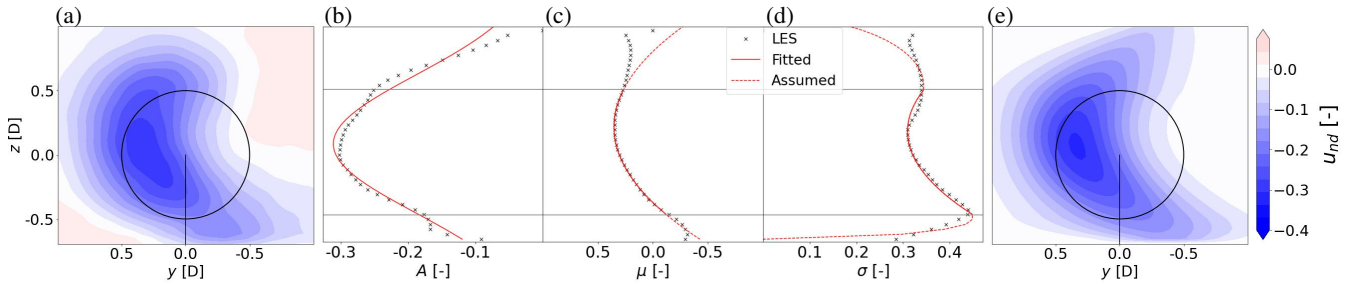 (a)
(b)
(c)
(d)
(e)
× LES
Fitted
Assumed
0.5
0.0
-0.5
z [D]
0.5 0.0 -0.5
y [D]
-0.3 -0.2 -0.1
A [-]
0.5 0.0 -0.5
μ [-]
0.1 0.2 0.3 0.4
σ [-]
0.5 0.0 -0.5
y [D]
0.0
-0.1
-0.2
-0.3
-0.4
u_nd [-]